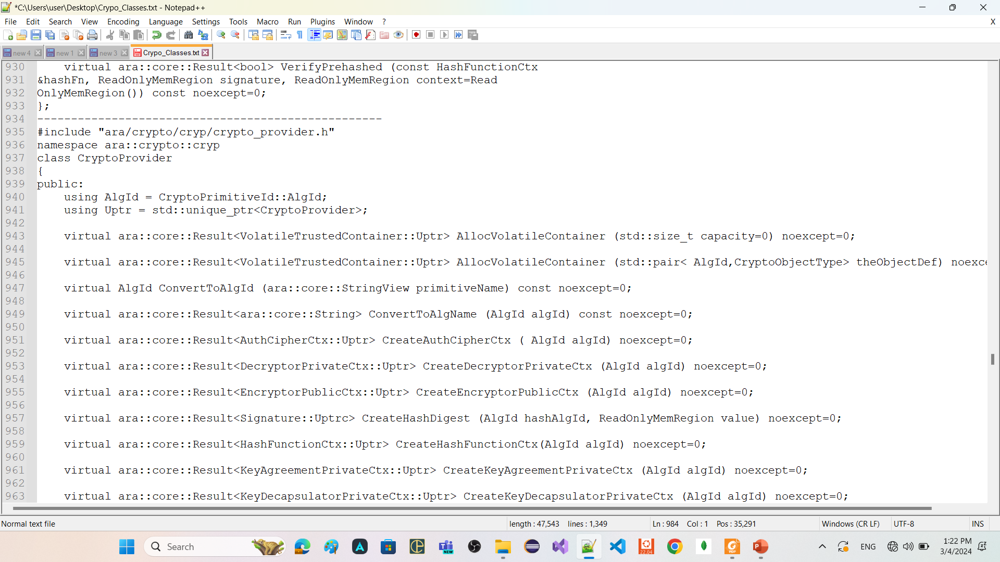 *C:\Users\user\Desktop\Crypo_Classes.txt - Notepad++
File Edit Search View Encoding Language Settings Tools Macro Run Plugins Window ? X
new 4 new 1 new 3 Crypo_Classes.txt
930     virtual ara::core::Result<bool> VerifyPrehashed (const HashFunctionCtx
931 &hashFn, ReadOnlyMemRegion signature, ReadOnlyMemRegion context=Read
932 OnlyMemRegion()) const noexcept=0;
933 };
934 ---------------------------------------------------
935 #include "ara/crypto/cryp/crypto_provider.h"
936 namespace ara::crypto::cryp
937 class CryptoProvider
938 {
939 public:
940     using AlgId = CryptoPrimitiveId::AlgId;
941     using Uptr = std::unique_ptr<CryptoProvider>;
942
943     virtual ara::core::Result<VolatileTrustedContainer::Uptr> AllocVolatileContainer (std::size_t capacity=0) noexcept=0;
944
945     virtual ara::core::Result<VolatileTrustedContainer::Uptr> AllocVolatileContainer (std::pair< AlgId,CryptoObjectType> theObjectDef) noexce
946
947     virtual AlgId ConvertToAlgId (ara::core::StringView primitiveName) const noexcept=0;
948
949     virtual ara::core::Result<ara::core::String> ConvertToAlgName (AlgId algId) const noexcept=0;
950
951     virtual ara::core::Result<AuthCipherCtx::Uptr> CreateAuthCipherCtx ( AlgId algId) noexcept=0;
952
953     virtual ara::core::Result<DecryptorPrivateCtx::Uptr> CreateDecryptorPrivateCtx (AlgId algId) noexcept=0;
954
955     virtual ara::core::Result<EncryptorPublicCtx::Uptr> CreateEncryptorPublicCtx (AlgId algId) noexcept=0;
956
957     virtual ara::core::Result<Signature::Uptrc> CreateHashDigest (AlgId hashAlgId, ReadOnlyMemRegion value) noexcept=0;
958
959     virtual ara::core::Result<HashFunctionCtx::Uptr> CreateHashFunctionCtx(AlgId algId) noexcept=0;
960
961     virtual ara::core::Result<KeyAgreementPrivateCtx::Uptr> CreateKeyAgreementPrivateCtx (AlgId algId) noexcept=0;
962
963     virtual ara::core::Result<KeyDecapsulatorPrivateCtx::Uptr> CreateKeyDecapsulatorPrivateCtx (AlgId algId) noexcept=0;
Normal text file length : 47,543 lines : 1,349 Ln : 984 Col : 1 Pos : 35,291 Windows (CR LF) UTF-8 INS
Search NEW 22.04 PDF ENG 1:22 PM
3/4/2024